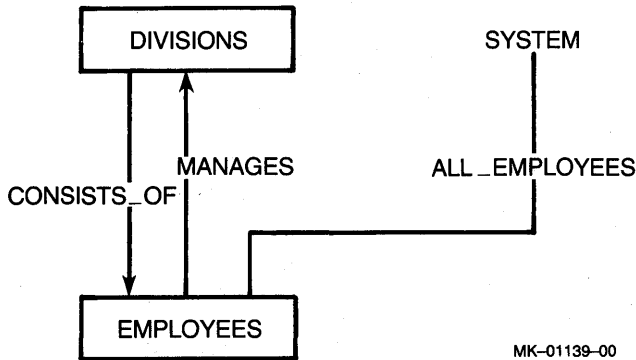 DIVISIONS
SYSTEM
MANAGES
ALL_EMPLOYEES
CONSISTS_OF
EMPLOYEES
MK-01139-00